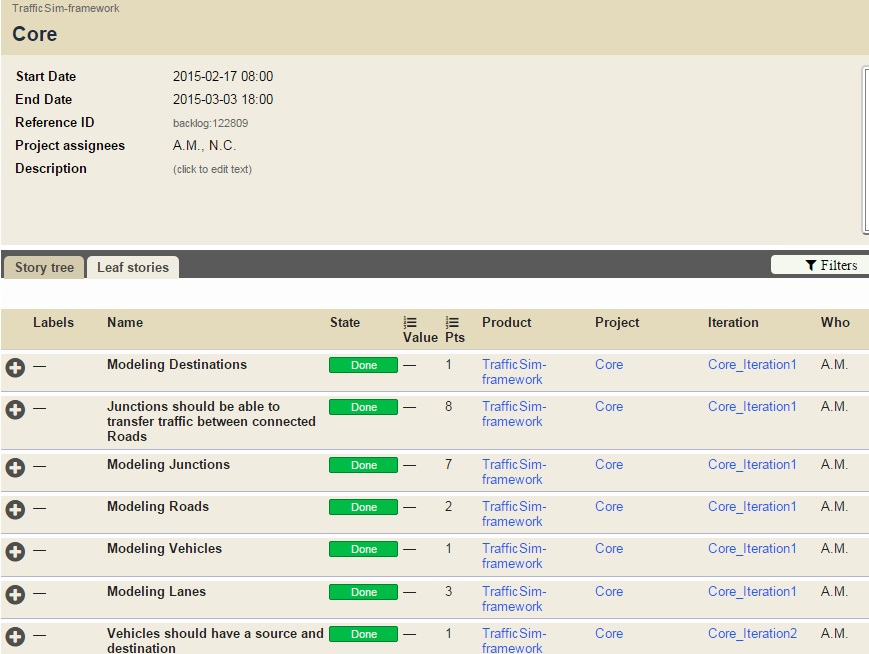 TrafficSim-framework
Core
Start Date 2015-02-17 08:00
End Date 2015-03-03 18:00
Reference ID backlog:122809
Project assignees A.M., N.C.
Description (click to edit text)
Story tree Leaf stories Filters
Labels Name State Value Pts Product Project Iteration Who
— Modeling Destinations Done — 1 TrafficSim- Core Core_Iteration1 A.M.
framework
— Junctions should be able to Done — 8 TrafficSim- Core Core_Iteration1 A.M.
transfer traffic between connected framework
Roads
— Modeling Junctions Done — 7 TrafficSim- Core Core_Iteration1 A.M.
framework
— Modeling Roads Done — 2 TrafficSim- Core Core_Iteration1 A.M.
framework
— Modeling Vehicles Done — 1 TrafficSim- Core Core_Iteration1 A.M.
framework
— Modeling Lanes Done — 3 TrafficSim- Core Core_Iteration1 A.M.
framework
— Vehicles should have a source and Done — 1 TrafficSim- Core Core_Iteration2 A.M.
destination framework